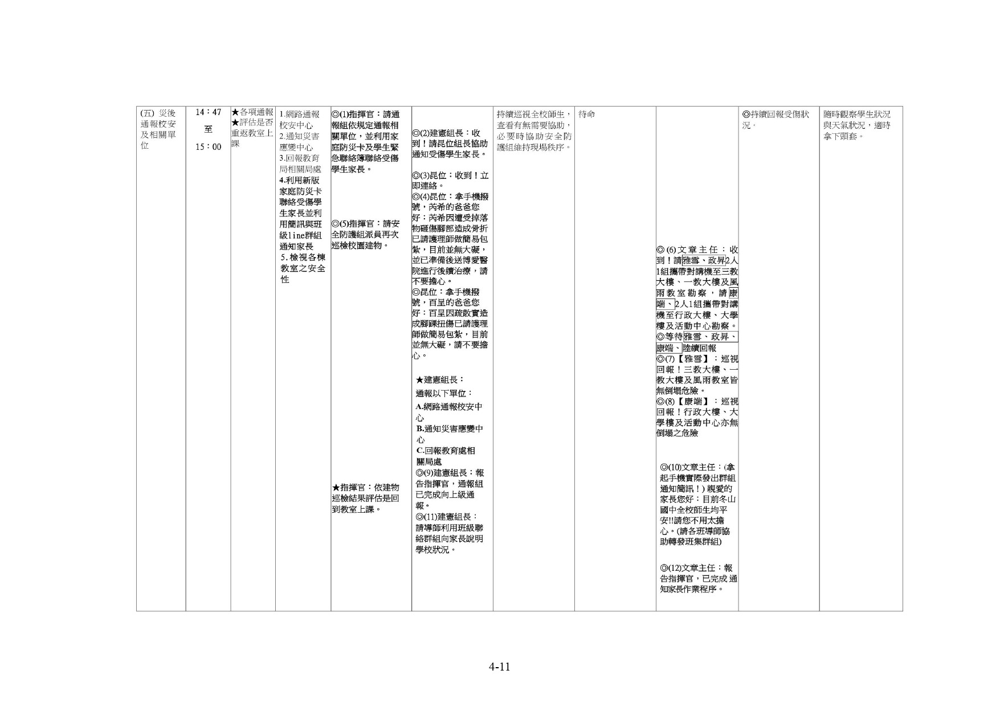 (五) 災後
通報校安
及相關單
位
14：47
至
15：00
★各項通報
★評估是否
重返教室上
課
1.網路通報
校安中心
2.通知災害
應變中心
3.回報教育
局相關局處
4.利用新版
家庭防災卡
聯絡受傷學
生家長並利
用簡訊與班
級line群組
通知家長
5.檢視各棟
教室之安全
性
◎(1)指揮官：請通
報組依規定通報相
關單位，並利用家
庭防災卡及學生緊
急聯絡簿聯絡受傷
學生家長。
◎(5)指揮官：請安
全防護組派員再次
巡檢校園建物。
★指揮官：依建物
巡檢結果評估是回
到教室上課。
◎(2)建憲組長：收
到！請昆位組長協助
通知受傷學生家長。
◎(3)昆位：收到！立
即連絡。
◎(4)昆位：拿手機撥
號，芮希的爸爸您
好：芮希因遭受掉落
物砸傷腳部造成骨折
已請護理師做簡易包
紮，目前並無大礙，
並已準備後送博愛醫
院進行後續治療，請
不要擔心。
◎昆位：拿手機撥
號，百呈的爸爸您
好：百呈因疏散實造
成腳踝扭傷已請護理
師做簡易包紮，目前
並無大礙，請不要擔
心。
★建憲組長：
通報以下單位：
A.網路通報校安中
心
B.通知災害應變中
心
C.回報教育處相
關局處
◎(9)建憲組長：報
告指揮官，通報組
已完成向上級通
報。
◎(11)建憲組長：
請導師利用班級聯
絡群組向家長說明
學校狀況。
持續巡視全校師生，
查看有無需要協助，
必要時協助安全防
護組維持現場秩序。
待命
◎(6)文章主任：收
到！請雅雪、政昇2人
1組攜帶對講機至三教
大樓、一教大樓及風
雨教室勘察，請康
端、2人1組攜帶對講
機至行政大樓、大學
樓及活動中心勘察。
◎等待雅雪、政昇、
康端、陸續回報
◎(7)【雅雪】：巡視
回報！三教大樓、一
教大樓及風雨教室皆
無倒塌危險。
◎(8)【康端】：巡視
回報！行政大樓、大
學樓及活動中心亦無
倒塌之危險
◎(10)文章主任：(拿
起手機實際發出群組
通知簡訊！) 親愛的
家長您好：目前冬山
國中全校師生均平
安!!請您不用太擔
心。(請各班導師協
助轉發班集群組)
◎(12)文章主任：報
告指揮官，已完成 通
知家長作業程序。
◎持續回報受傷狀
況。
隨時觀察學生狀況
與天氣狀況，適時
拿下頭套。
4-11